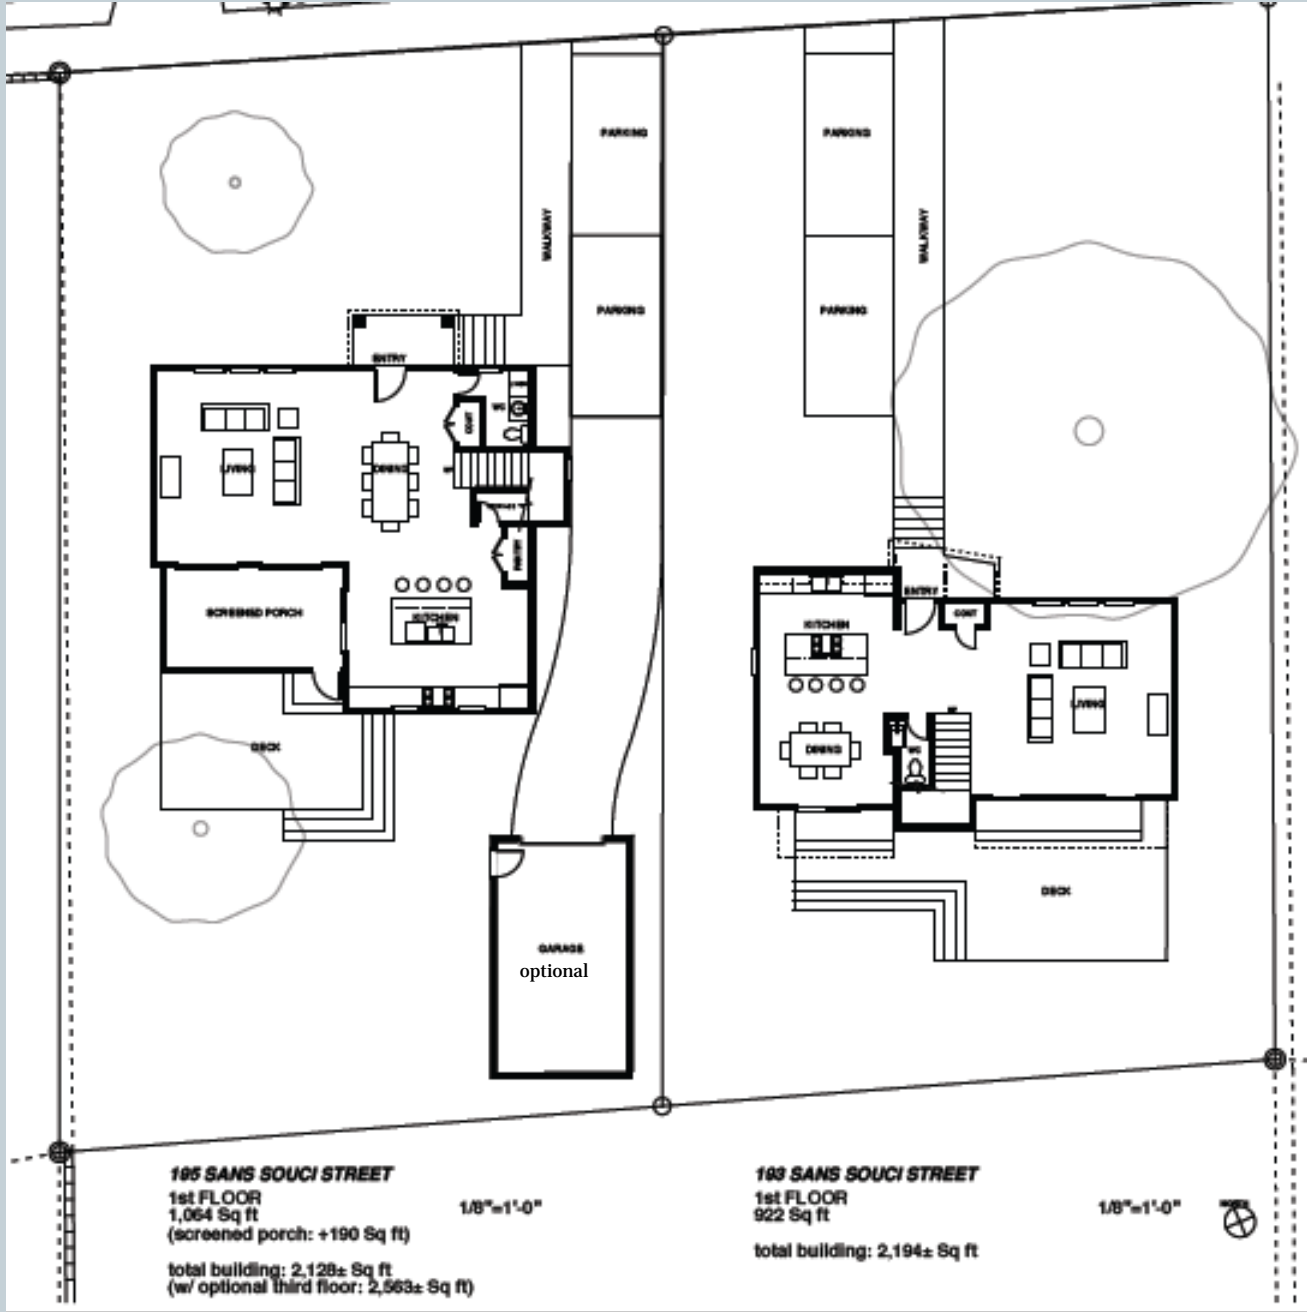 PARKING
PARKING
WALKWAY
WALKWAY
PARKING
PARKING
ENTRY
WC
COAT
LIVING
DINING
UP
PANTRY
SCREENED PORCH
KITCHEN
ENTRY
COAT
KITCHEN
UP
LIVING
DECK
DINING
WC
DECK
GARAGE
optional
195 SANS SOUCI STREET
1st FLOOR
1,064 Sq ft
(screened porch: +190 Sq ft)
1/8"=1'-0"
total building: 2,128± Sq ft
(w/ optional third floor: 2,563± Sq ft)
193 SANS SOUCI STREET
1st FLOOR
922 Sq ft
1/8"=1'-0"
total building: 2,194± Sq ft
NORTH